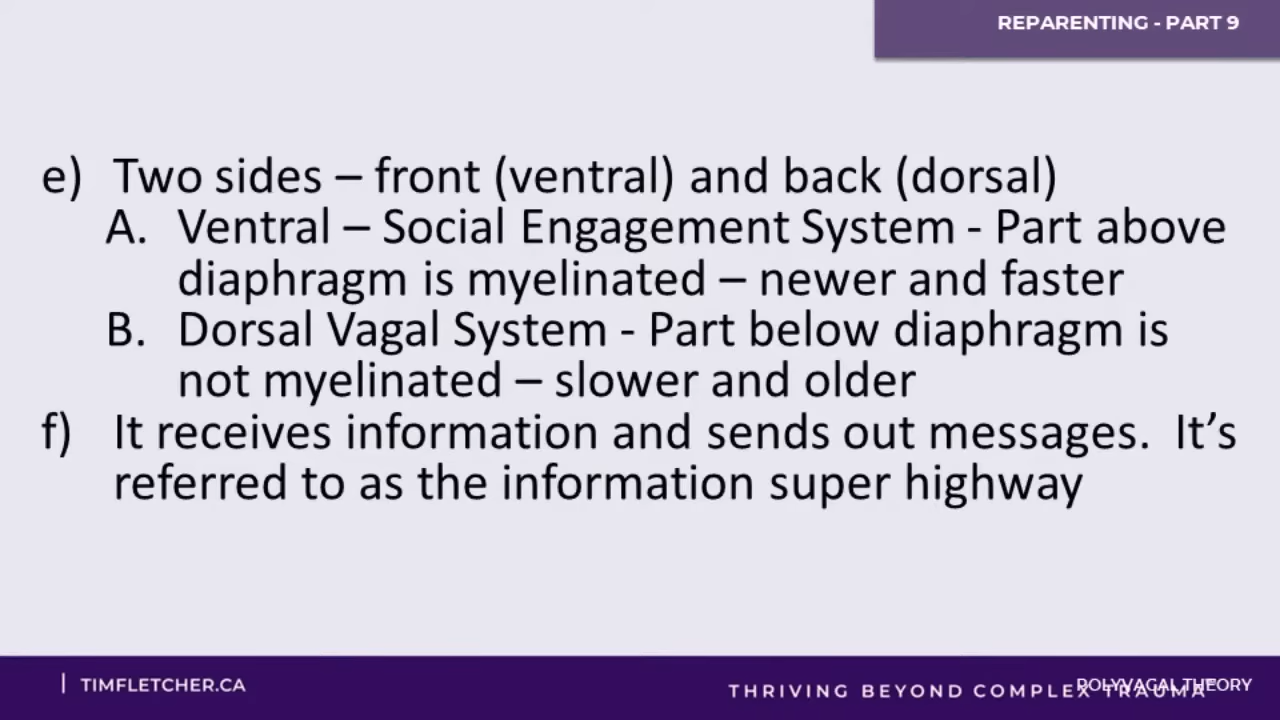 REPARENTING - PART 9
e) Two sides – front (ventral) and back (dorsal)
A. Ventral – Social Engagement System - Part above
diaphragm is myelinated – newer and faster
B. Dorsal Vagal System - Part below diaphragm is
not myelinated – slower and older
f) It receives information and sends out messages.  It’s
referred to as the information super highway
| TIMFLETCHER.CA
THRIVING BEYOND COMPLEX TRAUMA
POLYVAGAL THEORY